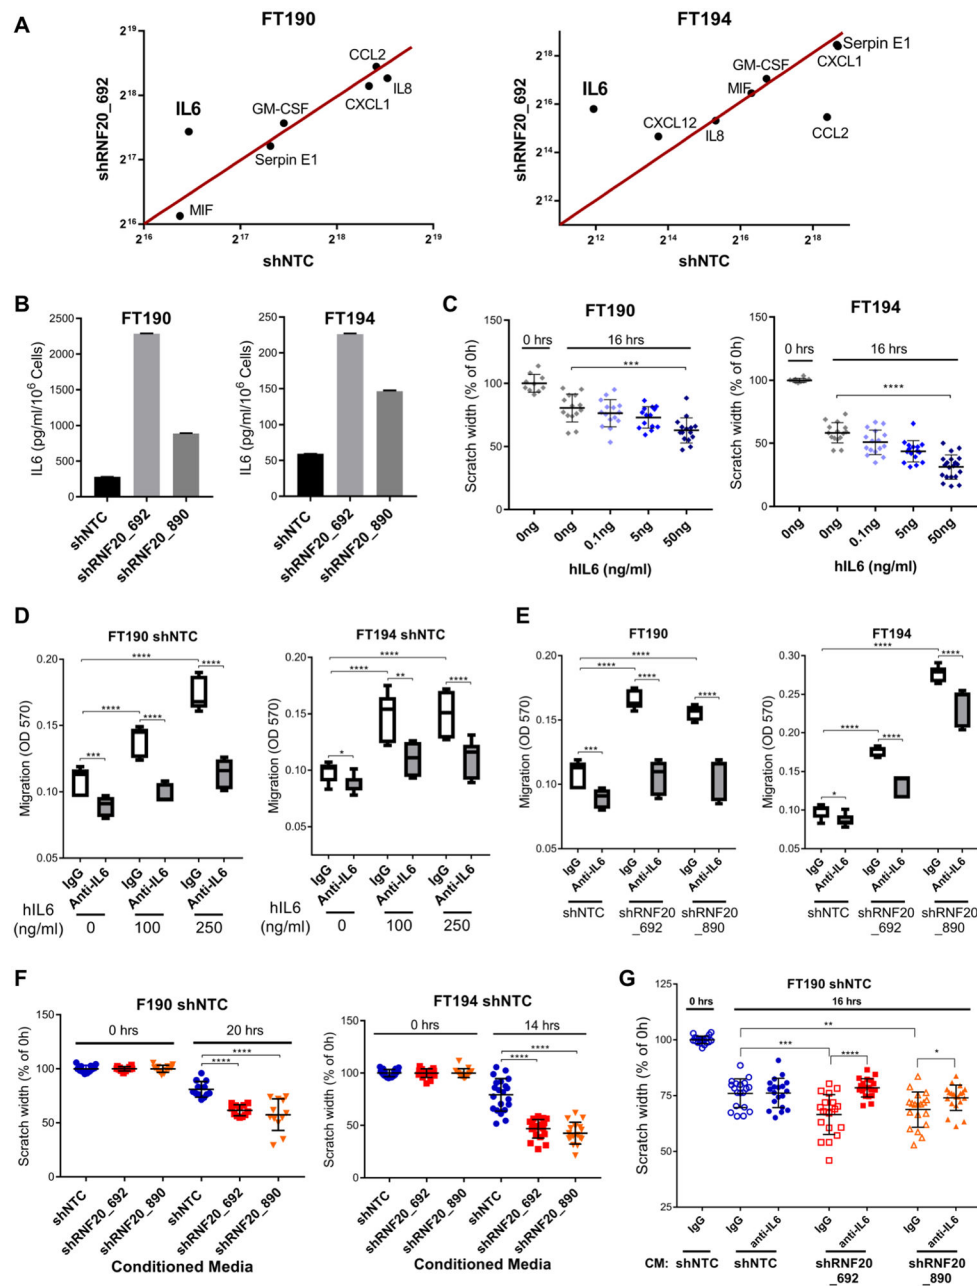 A
FT190
2^19
2^18
2^17
2^16
shRNF20_692
CCL2
IL8
CXCL1
GM-CSF
IL6
Serpin E1
MIF
2^16
2^17
2^18
2^19
shNTC
FT194
2^18
2^16
2^14
2^12
shRNF20_692
Serpin E1
CXCL1
GM-CSF
MIF
IL6
CXCL12
IL8
CCL2
2^12
2^14
2^16
2^18
shNTC
B
FT190
IL6 (pg/ml/10^6 Cells)
2500
2000
1500
1000
500
0
shNTC
shRNF20_692
shRNF20_890
FT194
IL6 (pg/ml/10^6 Cells)
250
200
150
100
50
0
shNTC
shRNF20_692
shRNF20_890
C
FT190
Scratch width (% of 0h)
150
100
50
0
0 hrs
16 hrs
***
0ng
0ng
0.1ng
5ng
50ng
hIL6 (ng/ml)
FT194
Scratch width (% of 0h)
150
100
50
0
0 hrs
16 hrs
****
0ng
0ng
0.1ng
5ng
50ng
hIL6 (ng/ml)
D
FT190 shNTC
Migration (OD 570)
0.20
0.15
0.10
0.05
****
****
****
****
***
IgG
Anti-IL6
IgG
Anti-IL6
IgG
Anti-IL6
hIL6
(ng/ml)
0
100
250
FT194 shNTC
Migration (OD 570)
0.20
0.15
0.10
0.05
****
****
**
****
*
IgG
Anti-IL6
IgG
Anti-IL6
IgG
Anti-IL6
hIL6
(ng/ml)
0
100
250
E
FT190
Migration (OD 570)
0.20
0.15
0.10
0.05
****
****
****
****
***
IgG
Anti-IL6
IgG
Anti-IL6
IgG
Anti-IL6
shNTC
shRNF20
_692
shRNF20
_890
FT194
Migration (OD 570)
0.30
0.25
0.20
0.15
0.10
0.05
****
****
****
****
*
IgG
Anti-IL6
IgG
Anti-IL6
IgG
Anti-IL6
shNTC
shRNF20
_692
shRNF20
_890
F
F190 shNTC
Scratch width (% of 0h)
150
100
50
0
0 hrs
20 hrs
****
****
shNTC
shRNF20_692
shRNF20_890
shNTC
shRNF20_692
shRNF20_890
Conditioned Media
FT194 shNTC
Scratch width (% of 0h)
150
100
50
0
0 hrs
14 hrs
****
****
shNTC
shRNF20_692
shRNF20_890
shNTC
shRNF20_692
shRNF20_890
Conditioned Media
G
FT190 shNTC
Scratch width (% of 0h)
100
75
50
25
0 hrs
16 hrs
**
***
****
*
IgG
IgG
anti-IL6
IgG
anti-IL6
IgG
anti-IL6
CM:
shNTC
shNTC
shRNF20
_692
shRNF20
_890